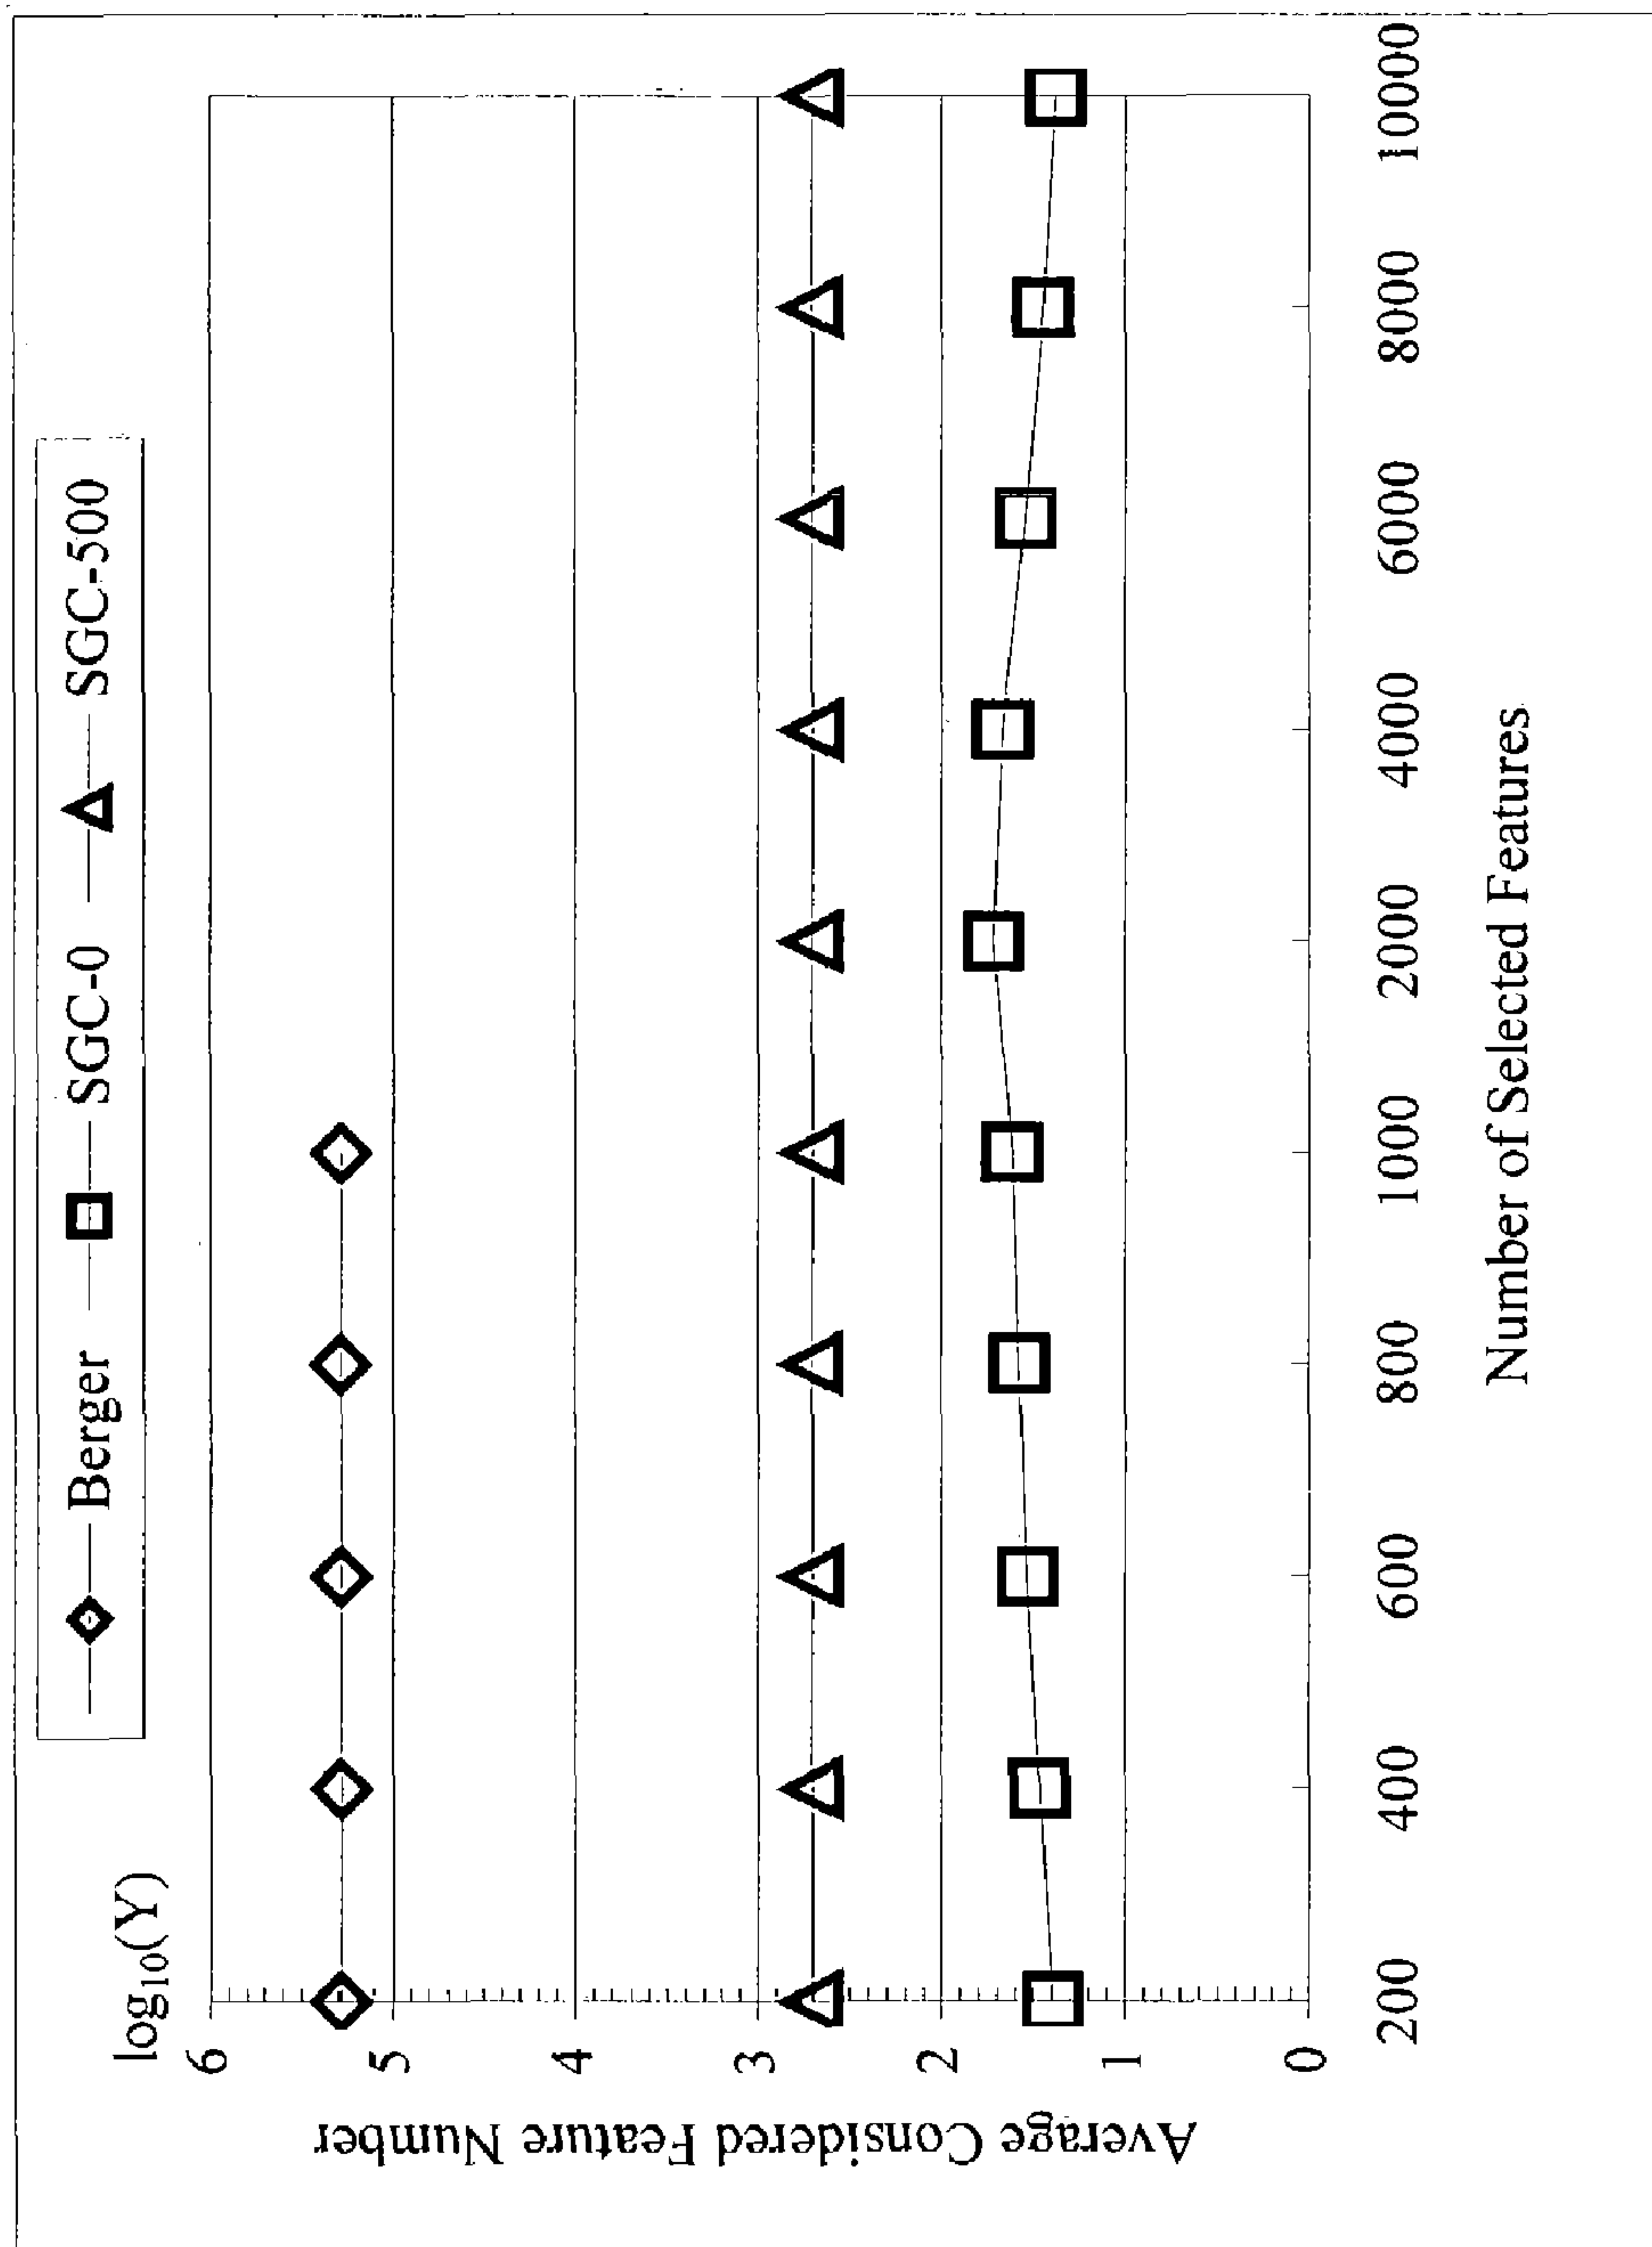 Berger SGC-0 SGC-500
log10(Y)
6
5
4
3
2
1
0
Average Considered Feature Number
200 400 600 800 1000 2000 4000 6000 8000 10000
Number of Selected Features